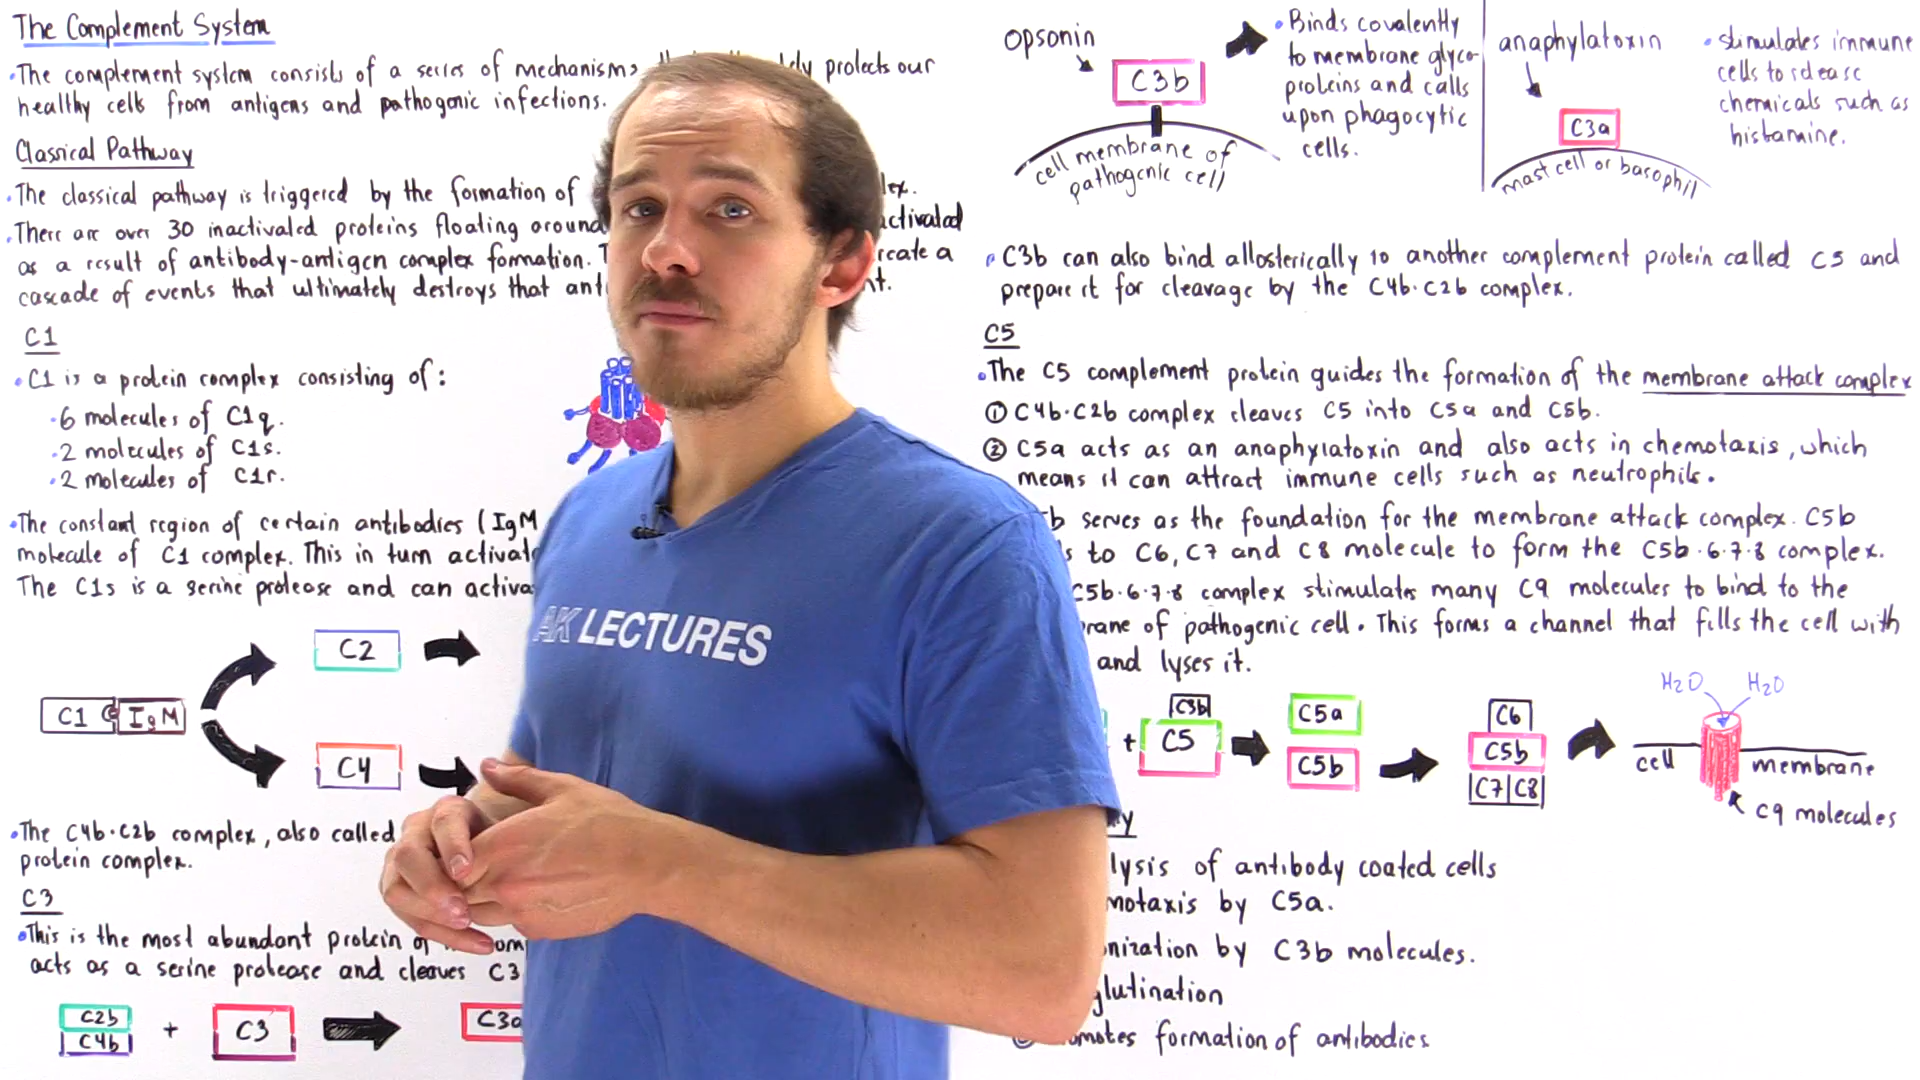 The Complement System
•The complement system consists of a series of mechanisms protects our
healthy cells from antigens and pathogenic infections.
Classical Pathway
•The classical pathway is triggered by the formation of
•There are over 30 inactivated proteins floating around activated
as a result of antibody-antigen complex formation. create a
cascade of events that ultimately destroys that
C1
•C1 is a protein complex consisting of:
•6 molecules of C1q.
•2 molecules of C1s.
•2 molecules of C1r.
•The constant region of certain antibodies (IgM
molecule of C1 complex. This in turn
The C1s is a serine protease and can
C2
C1 C IgM
C4
•The C4b·C2b complex, also called
protein complex.
C3
•This is the most abundant protein
acts as a serine protease and cleaves C3
C2b
C4b
+
C3
C3a
AK LECTURES
opsonin
C3b
cell membrane of
pathogenic cell
•Binds covalently
to membrane glyco-
proteins and calls
upon phagocytic
cells.
anaphylatoxin
C3a
mast cell or basophil
•stimulates immune
cells to release
chemicals such as
histamine.
•C3b can also bind allosterically to another complement protein called C5 and
prepare it for cleavage by the C4b·C2b complex.
C5
•The C5 complement protein guides the formation of the membrane attack complex
① C4b·C2b complex cleaves C5 into C5a and C5b.
② C5a acts as an anaphylatoxin and also acts in chemotaxis, which
means it can attract immune cells such as neutrophils.
serves as the foundation for the membrane attack complex. C5b
to C6, C7 and C8 molecule to form the C5b·6·7·8 complex.
C5b·6·7·8 complex stimulates many C9 molecules to bind to the
of pathogenic cell. This forms a channel that fills the cell with
and lyses it.
+
C3b
C5
C5a
C5b
C6
C5b
C7|C8
H2O H2O
cell membrane
C9 molecules
lysis of antibody coated cells
by C5a.
by C3b molecules.
formation of antibodies